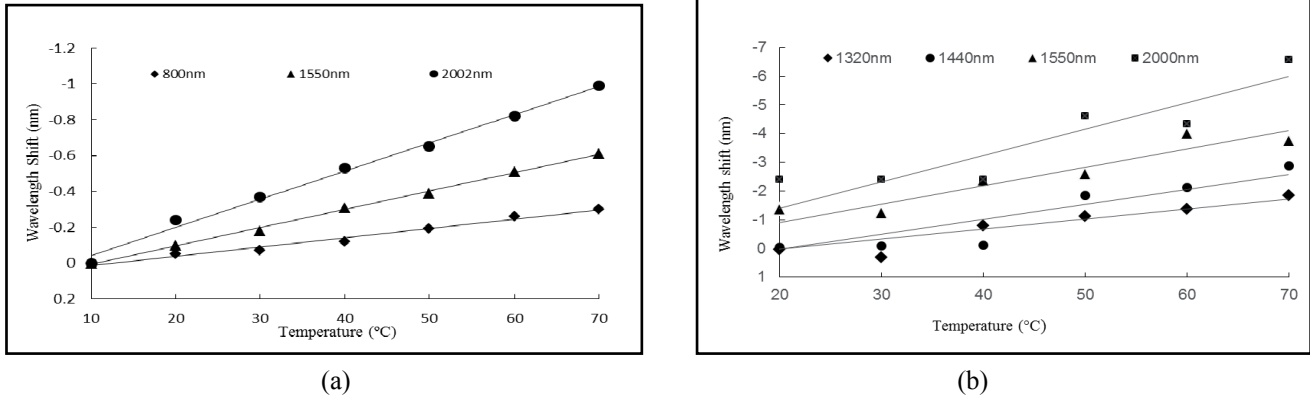 -1.2
-1
-0.8
-0.6
-0.4
-0.2
0
0.2
Wavelength Shift (nm)
800nm 1550nm 2002nm
10 20 30 40 50 60 70
Temperature (°C)
(a)
-7
-6
-5
-4
-3
-2
-1
0
1
Wavelength shift (nm)
1320nm 1440nm 1550nm 2000nm
20 30 40 50 60 70
Temperature (°C)
(b)